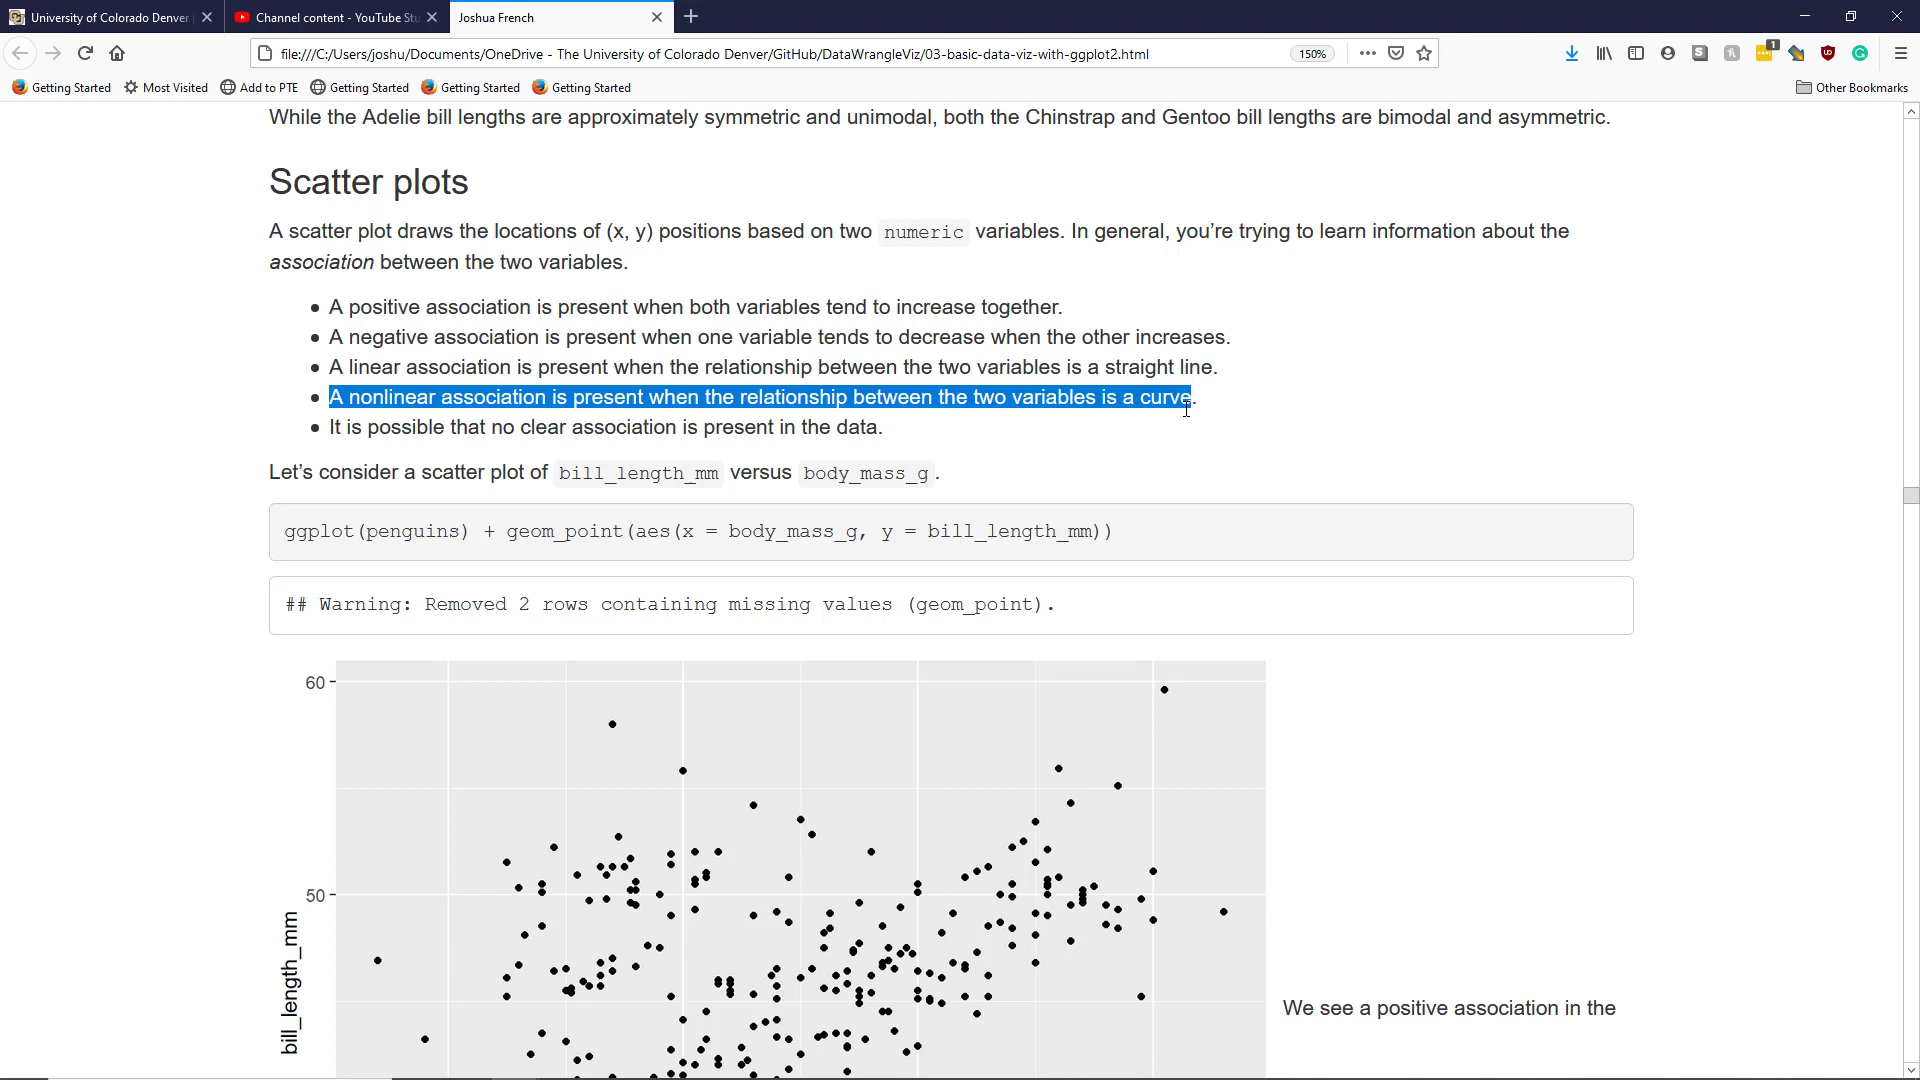 University of Colorado Denver
Channel content - YouTube Stu
Joshua French
file:///C:/Users/joshu/Documents/OneDrive - The University of Colorado Denver/GitHub/DataWrangleViz/03-basic-data-viz-with-ggplot2.html
150%
1
Getting Started
Most Visited
Add to PTE
Getting Started
Getting Started
Getting Started
Other Bookmarks
While the Adelie bill lengths are approximately symmetric and unimodal, both the Chinstrap and Gentoo bill lengths are bimodal and asymmetric.
Scatter plots
A scatter plot draws the locations of (x, y) positions based on two numeric variables. In general, you’re trying to learn information about the
association between the two variables.
• A positive association is present when both variables tend to increase together.
• A negative association is present when one variable tends to decrease when the other increases.
• A linear association is present when the relationship between the two variables is a straight line.
• A nonlinear association is present when the relationship between the two variables is a curve.
• It is possible that no clear association is present in the data.
Let’s consider a scatter plot of bill_length_mm versus body_mass_g.
ggplot(penguins) + geom_point(aes(x = body_mass_g, y = bill_length_mm))
## Warning: Removed 2 rows containing missing values (geom_point).
60
50
bill_length_mm
We see a positive association in the